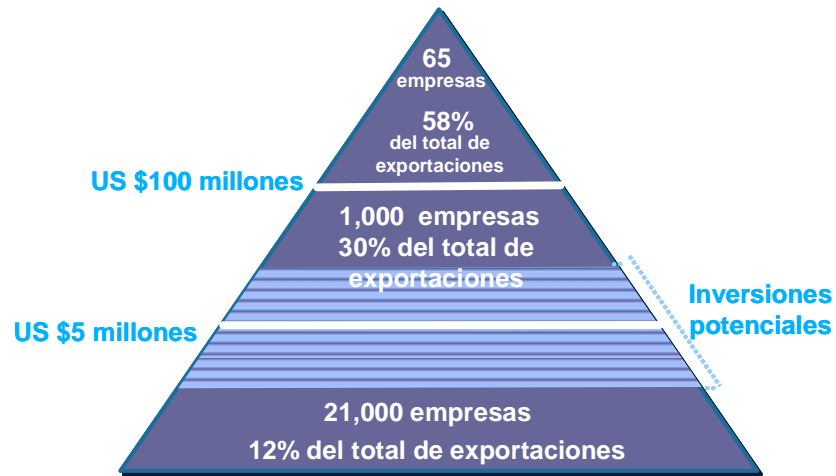 65
empresas
58%
del total de
exportaciones
US $100 millones
1,000 empresas
30% del total de
exportaciones
Inversiones
potenciales
US $5 millones
21,000 empresas
12% del total de exportaciones